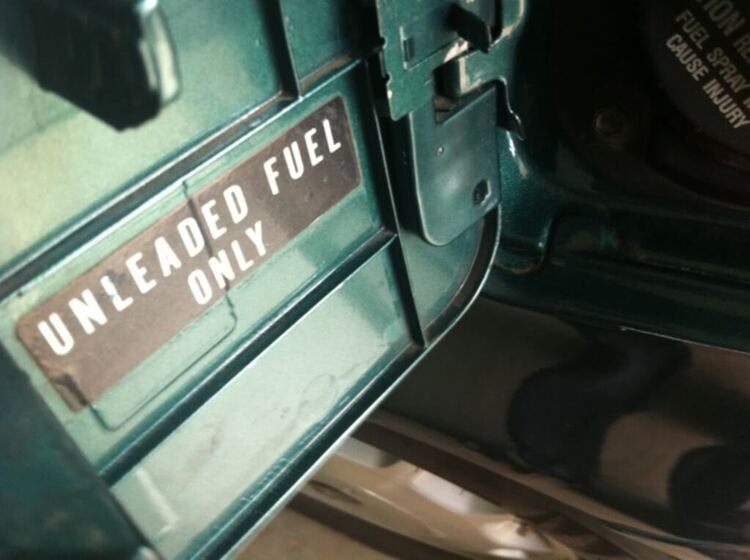 UNLEADED FUEL
ONLY
FUEL SPRAY
CAUSE INJURY